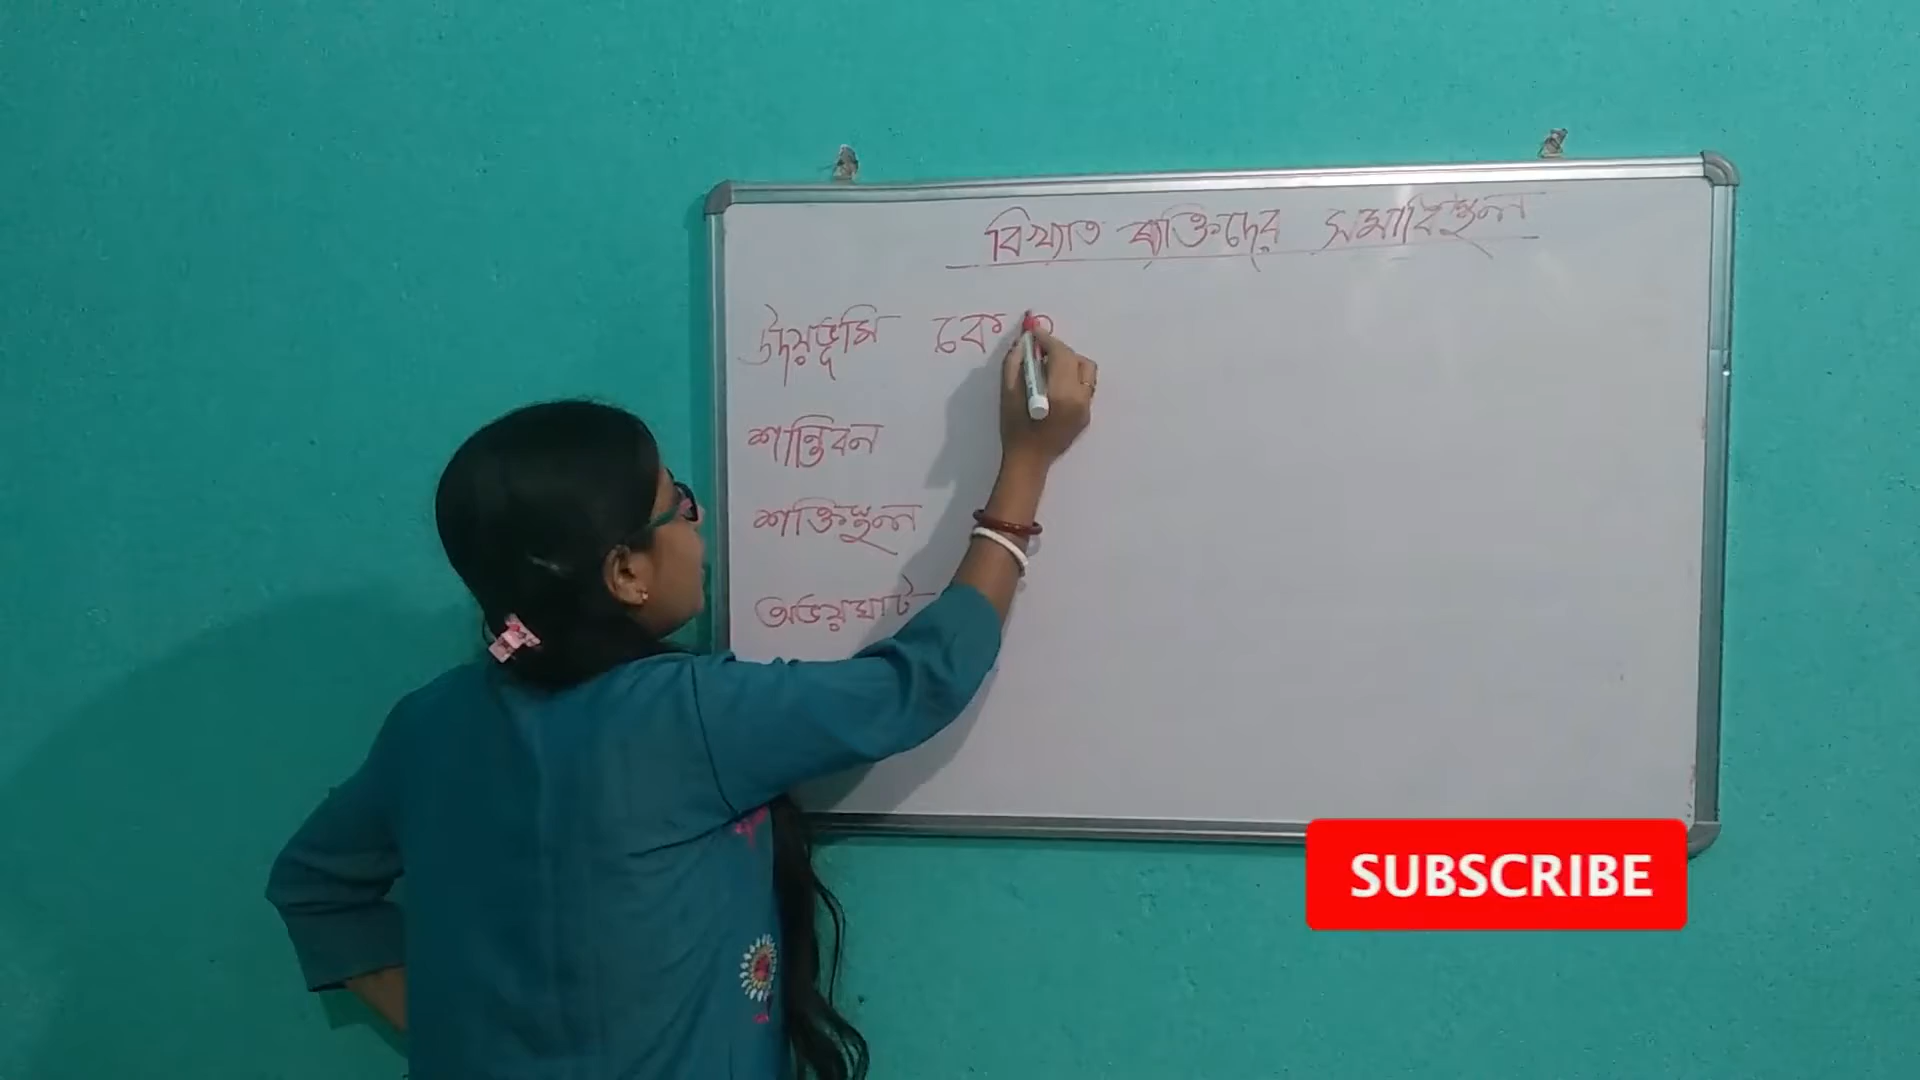 বিখ্যাত ব্যক্তিদের সমাধিস্থল
উদয়ভূমি কে
শান্তিবন
শক্তিস্থল
অভয়ঘাট
SUBSCRIBE